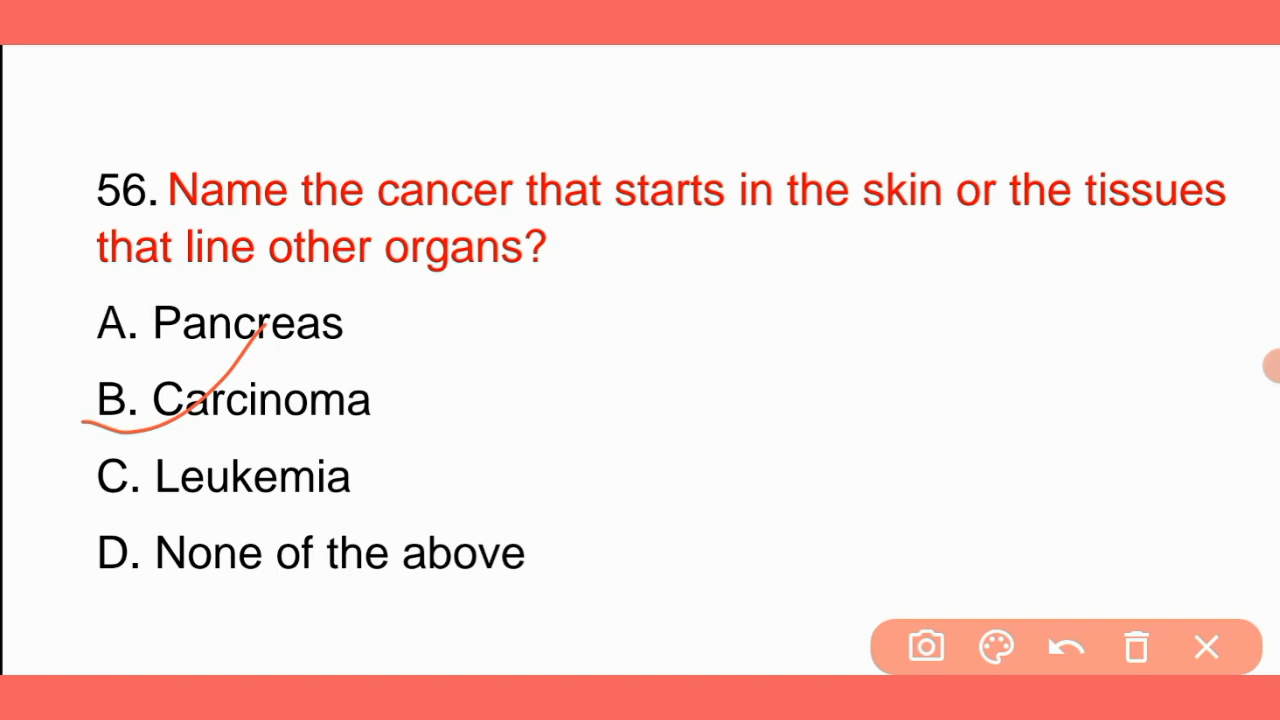 56. Name the cancer that starts in the skin or the tissues
that line other organs?
A. Pancreas
B. Carcinoma
C. Leukemia
D. None of the above